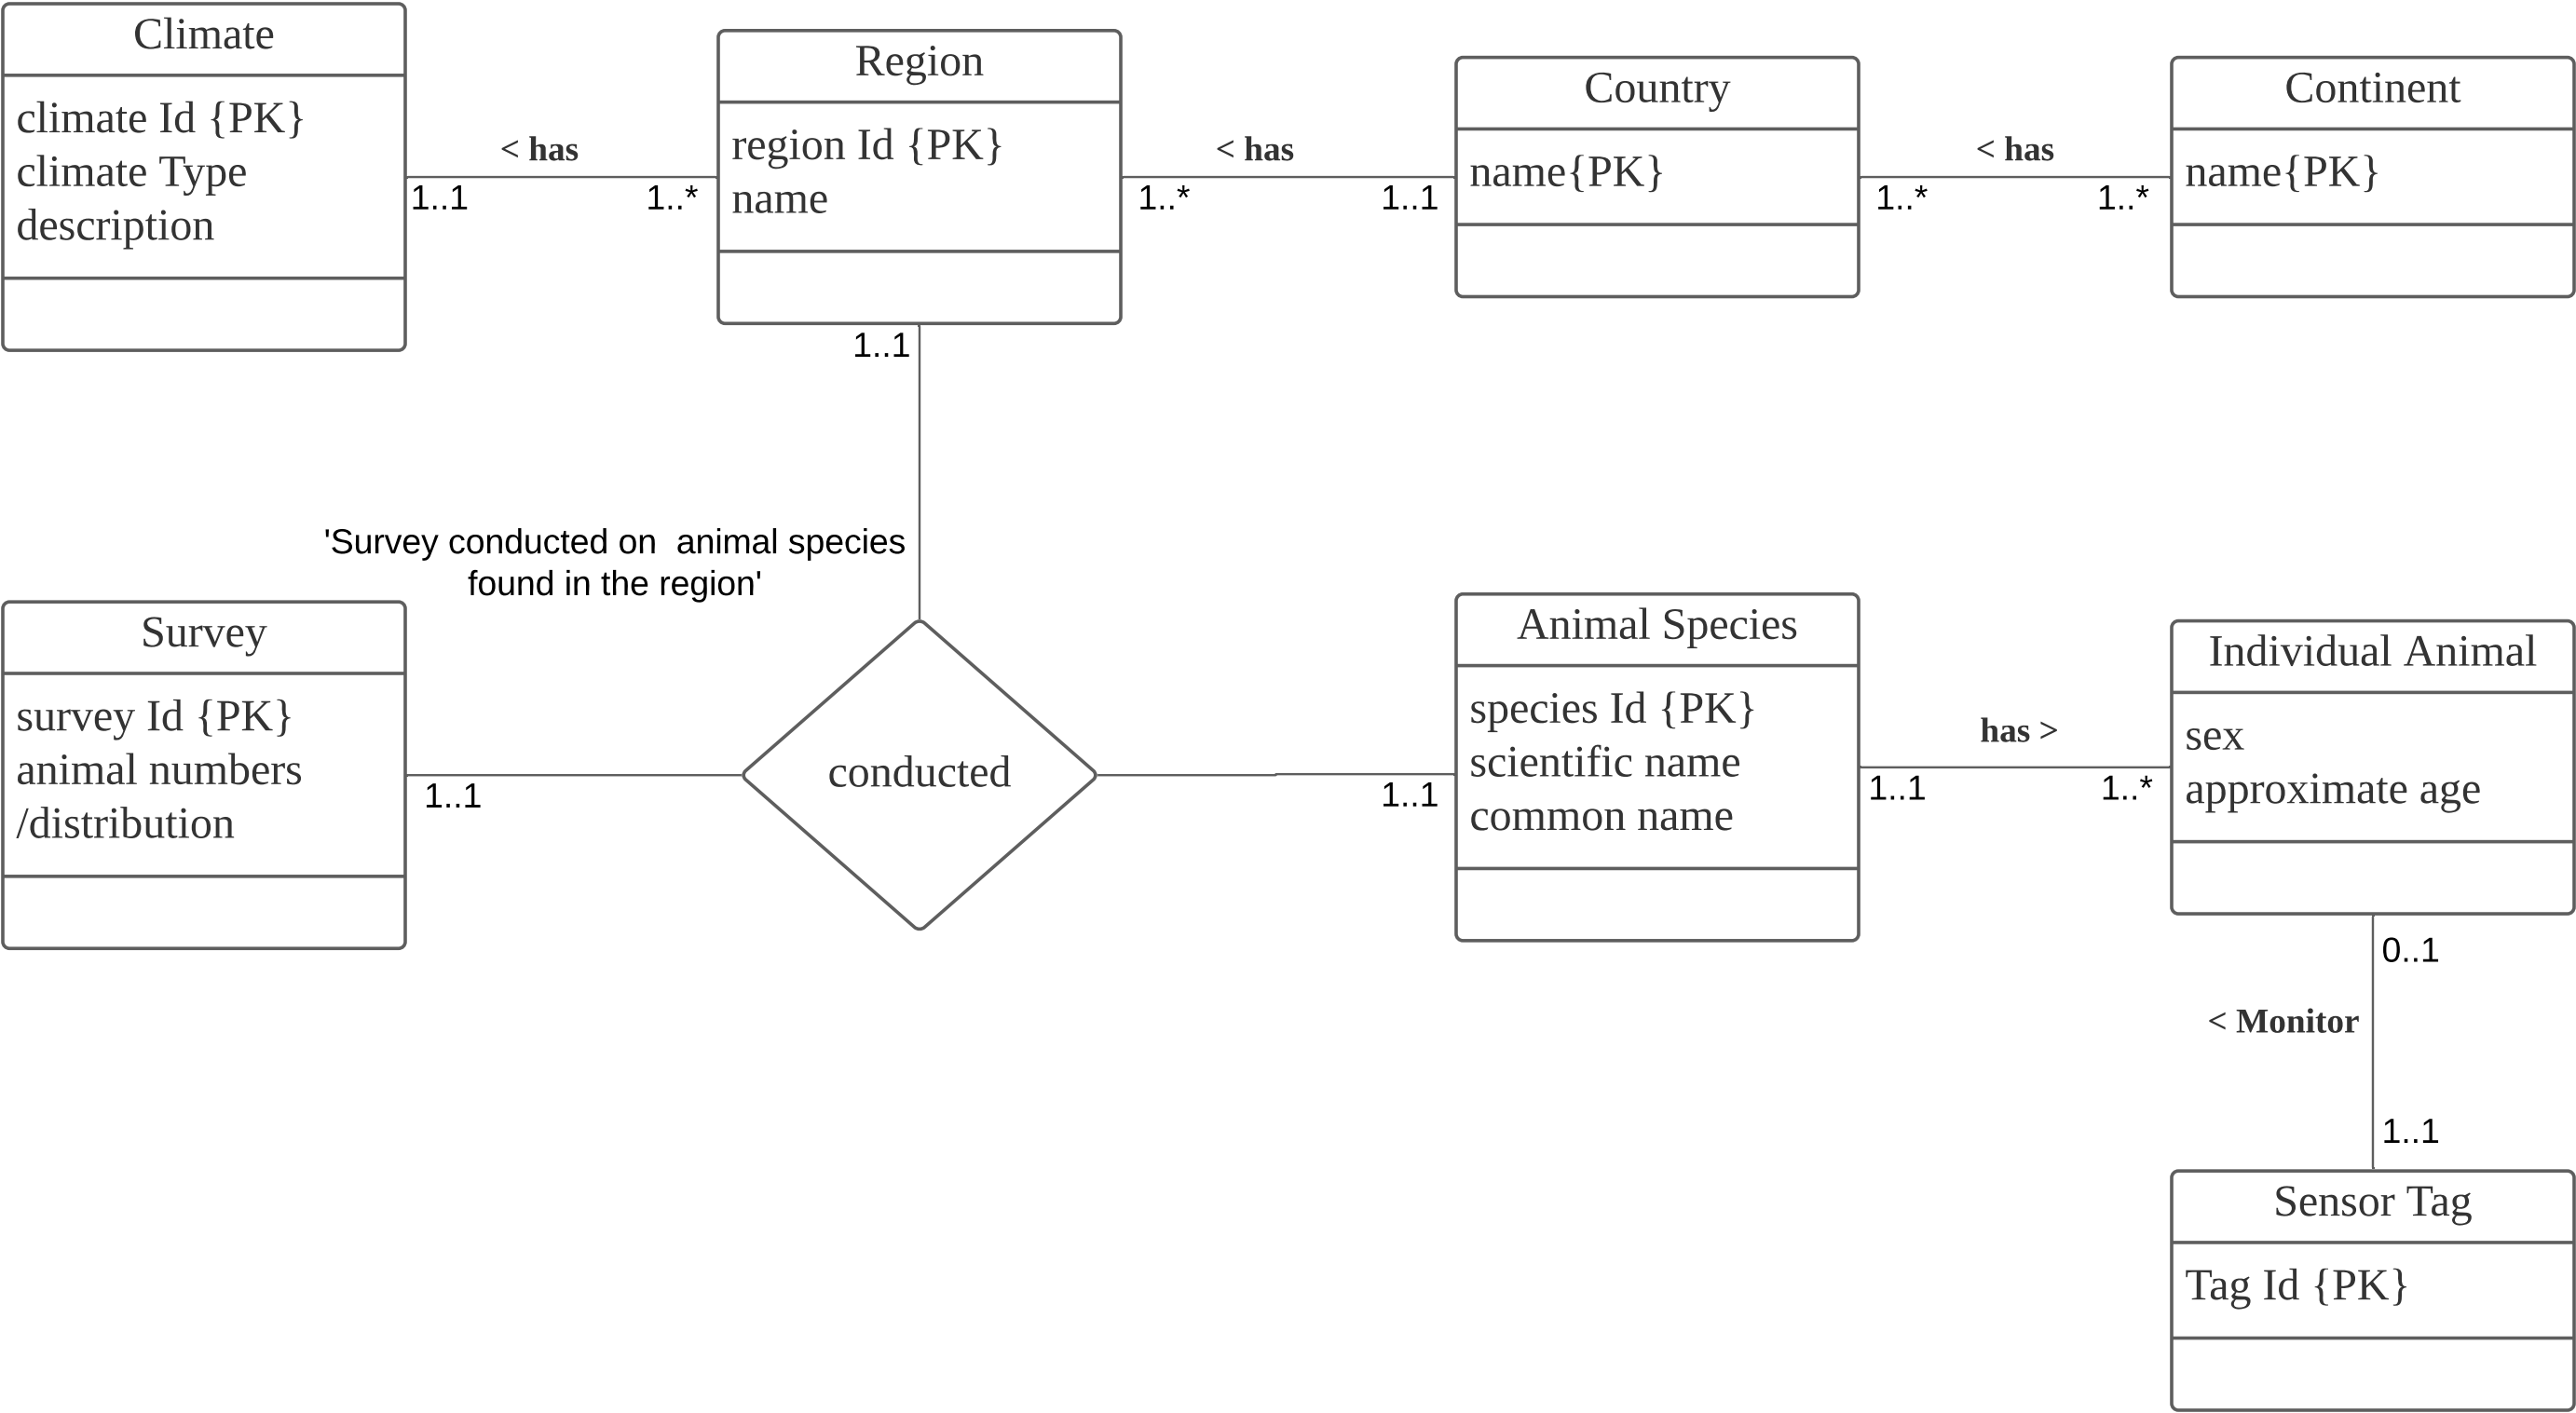 Climate
climate Id {PK}
climate Type
description
< has
1..1
1..*
Region
region Id {PK}
name
< has
1..*
1..1
Country
name{PK}
< has
1..*
1..*
Continent
name{PK}
1..1
'Survey conducted on  animal species
found in the region'
Survey
survey Id {PK}
animal numbers
/distribution
1..1
conducted
1..1
Animal Species
species Id {PK}
scientific name
common name
has >
1..1
1..*
Individual Animal
sex
approximate age
0..1
< Monitor
1..1
Sensor Tag
Tag Id {PK}